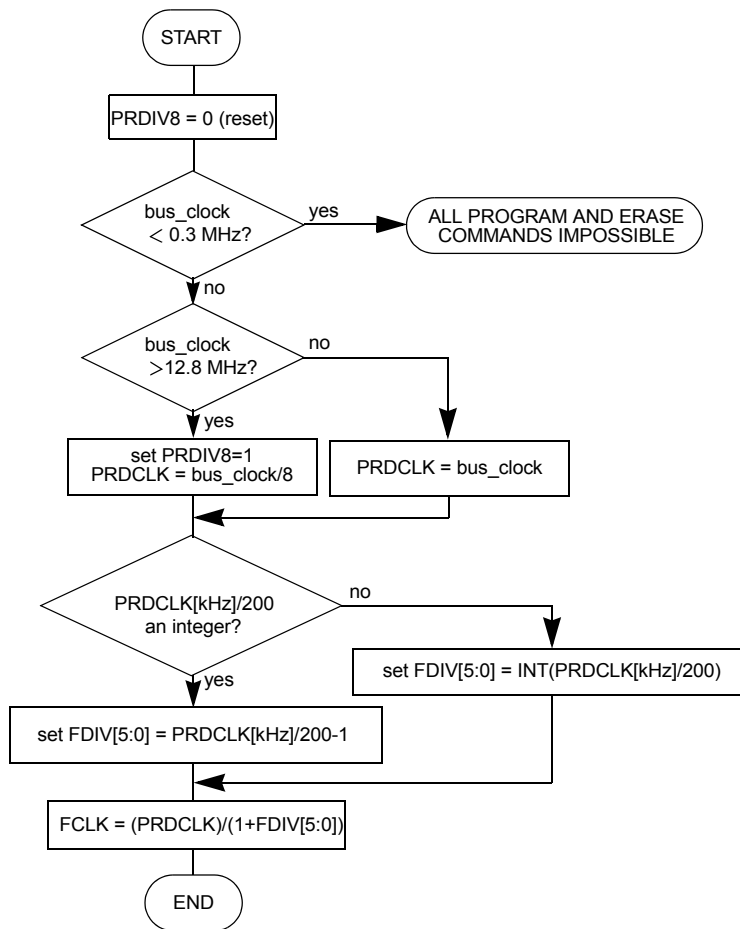 START
PRDIV8 = 0 (reset)
bus_clock
< 0.3 MHz?
yes
ALL PROGRAM AND ERASE
COMMANDS IMPOSSIBLE
no
bus_clock
>12.8 MHz?
no
yes
set PRDIV8=1
PRDCLK = bus_clock/8
PRDCLK = bus_clock
PRDCLK[kHz]/200
an integer?
no
set FDIV[5:0] = INT(PRDCLK[kHz]/200)
yes
set FDIV[5:0] = PRDCLK[kHz]/200-1
FCLK = (PRDCLK)/(1+FDIV[5:0])
END